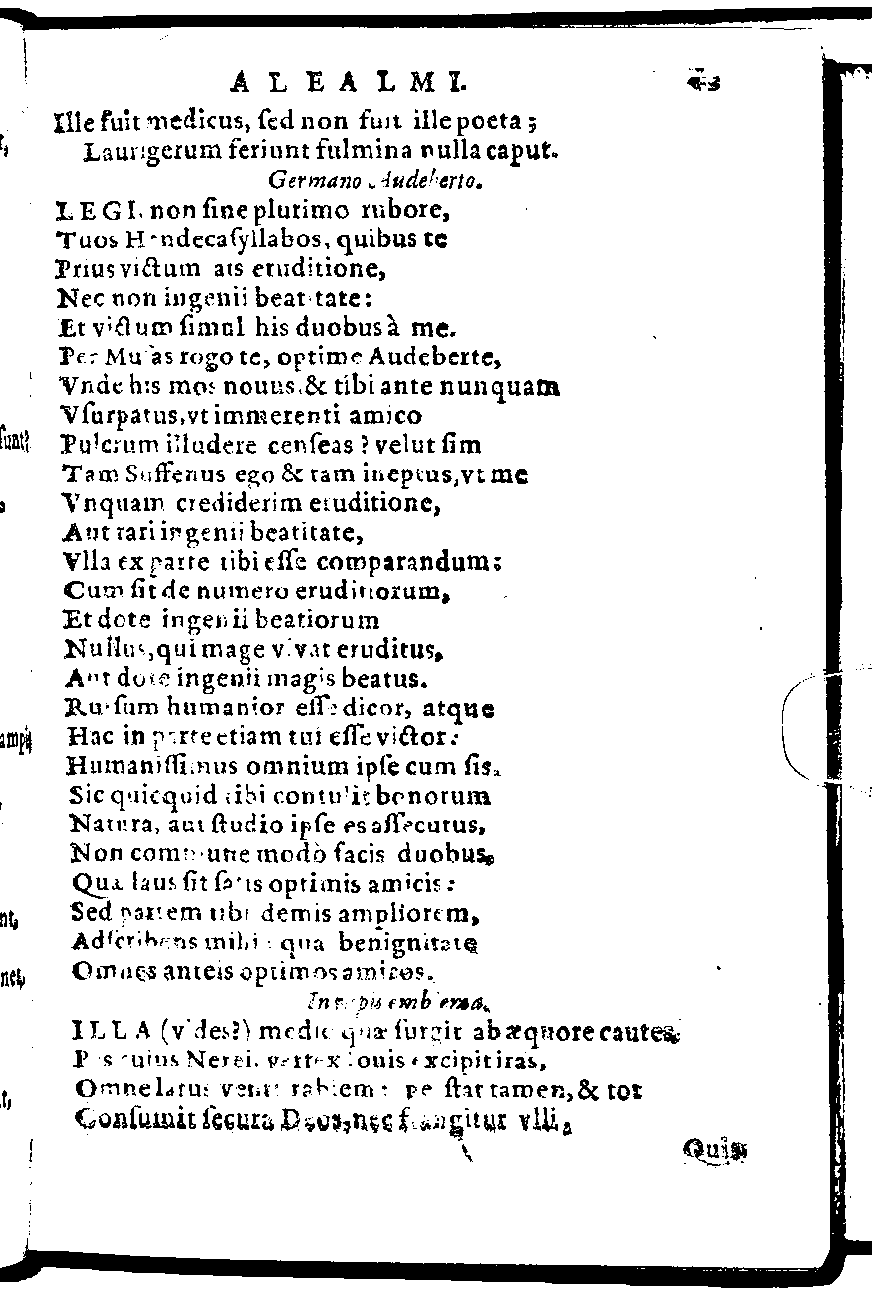 ALEALMI.
Ille fuit medicus, ſed non fuit ille poeta;
Laurigerum feriunt fulmina nulla caput.
Germano Audeberto.
LEGI, non ſine plurimo rubore,
Tuos Hendecaſyllabos, quibus te
Prius victum ais eruditione,
Nec non ingenii beatitate:
Et victum ſimul his duobus à me.
Per Muſas rogo te, optime Audeberte,
Vnde his mos nouus, & tibi ante nunquam
Vſurpatus, vt immerenti amico
Pulcrum illudere cenſeas? velut ſim
Tam Suffenus ego & tam ineptus, vt me
Vnquam crediderim eruditione,
Aut rari ingenii beatitate,
Vlla ex parte tibi eſſe comparandum:
Cum ſit de numero eruditiorum,
Et dote ingenii beatiorum
Nullus, qui mage viuat eruditus,
Aut dote ingenii magis beatus.
Rurſum humanior eſſe dicor, atque
Hac in parte etiam tui eſſe victor:
Humaniſſimus omnium ipſe cum ſis.
Sic quicquid tibi contulit bonorum
Natura, aut ſtudio ipſe es aſſecutus,
Non commune modò facis duobus,
Qua laus ſit ſatis optimis amicis:
Sed partem tibi demis ampliorem,
Adſcribens mihi: qua benignitate
Omnes anteis optimos amicos.
In
ILLA (vides?) medio quæ ſurgit ab æquore cautes,
cuius Nerei, vertex Iouis excipit iras,
Omne latus rabiem: ſtat tamen, & tot
Conſumit ſecura Deos, nec frangitur vlli,
Quis